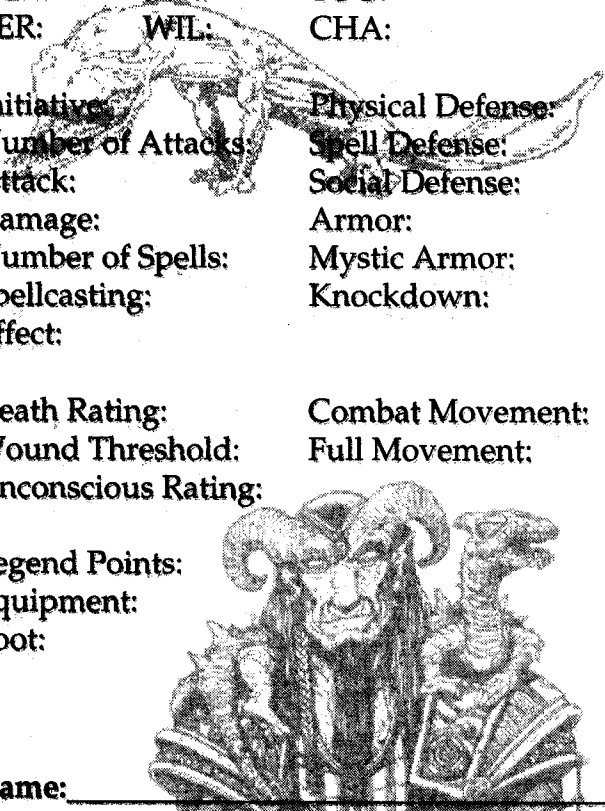 ER: WIL: CHA:
nitiative: Physical Defense:
umber of Attacks: Spell Defense:
ttack: Social Defense:
amage: Armor:
umber of Spells: Mystic Armor:
pellcasting: Knockdown:
ffect:
eath Rating: Combat Movement:
ound Threshold: Full Movement:
nconscious Rating:
egend Points:
quipment:
oot:
ame: